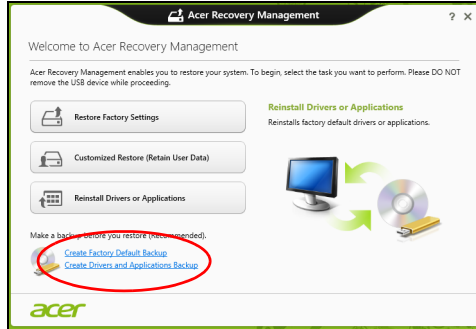 Acer Recovery Management
? X
Welcome to Acer Recovery Management
Acer Recovery Management enables you to restore your system. To begin, select the task you want to perform. Please DO NOT
remove the USB device while proceeding.
Restore Factory Settings
Customized Restore (Retain User Data)
Reinstall Drivers or Applications
Reinstall Drivers or Applications
Reinstalls factory default drivers or applications.
Make a backup before you restore (Recommended).
Create Factory Default Backup
Create Drivers and Applications Backup
acer